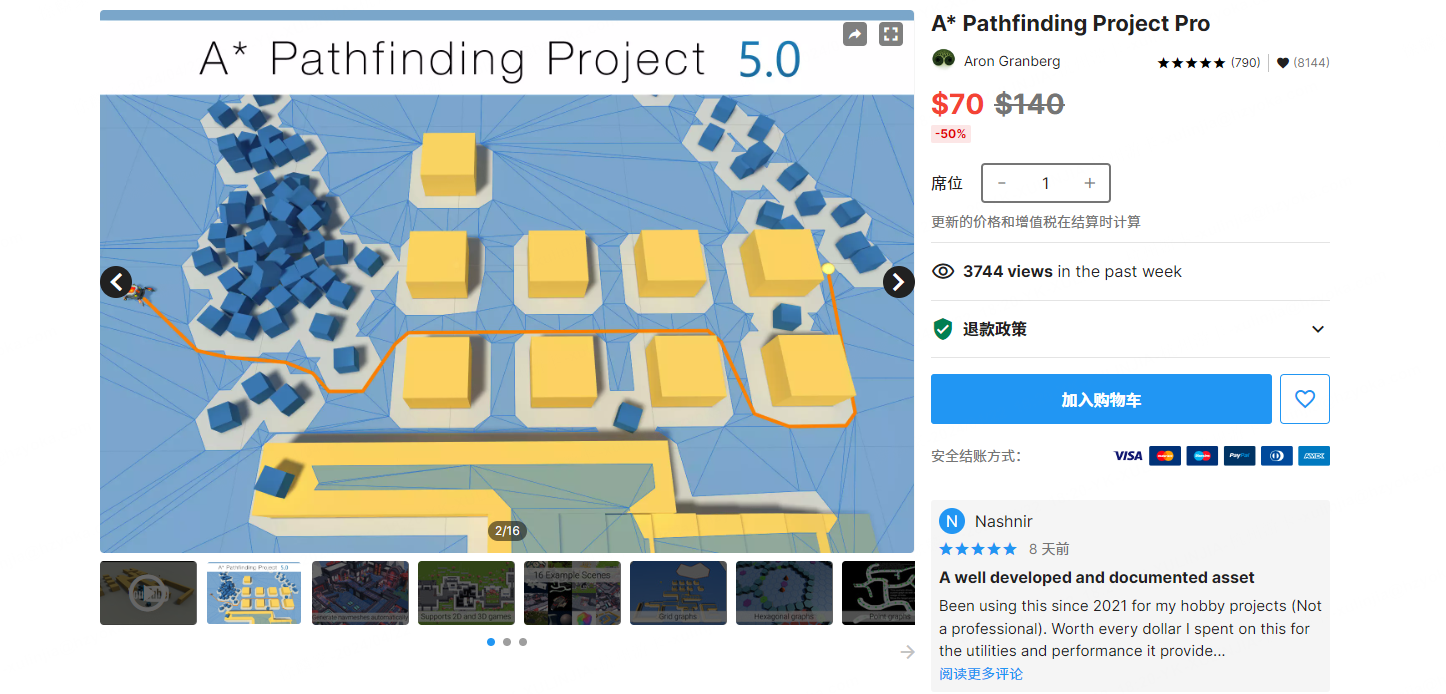 A* Pathfinding Project 5.0
2/16
A* Pathfinding Project 5.0
Generate navmeshes automatically
Supports 2D and 3D games
16 Example Scenes
Grid graphs
Hexagonal graphs
Point graphs
A* Pathfinding Project Pro
Aron Granberg
(790)
(8144)
$70 $140
-50%
席位
- 1 +
更新的价格和增值税在结算时计算
3744 views in the past week
退款政策
加入购物车
安全结账方式：
VISA
PayPal
AMEX
N Nashnir
8 天前
A well developed and documented asset
Been using this since 2021 for my hobby projects (Not
a professional). Worth every dollar I spent on this for
the utilities and performance it provide...
阅读更多评论